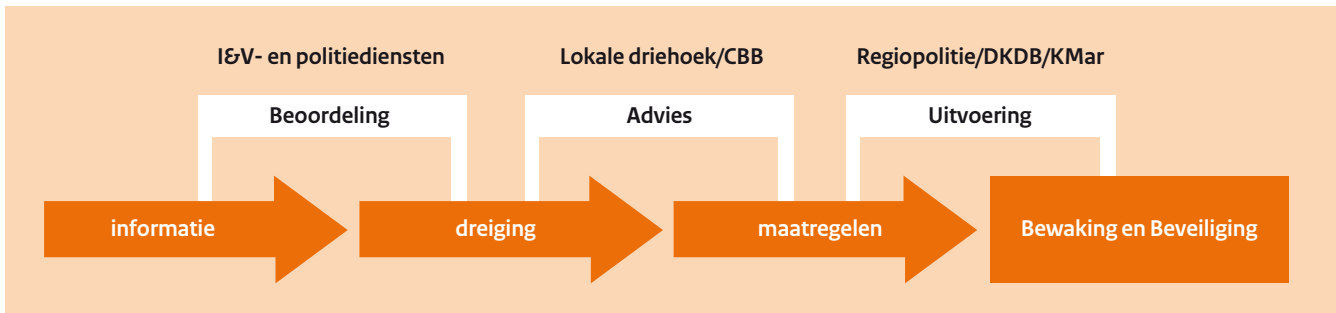 I&V- en politiediensten
Lokale driehoek/CBB
Regiopolitie/DKDB/KMar
Beoordeling
Advies
Uitvoering
informatie
dreiging
maatregelen
Bewaking en Beveiliging